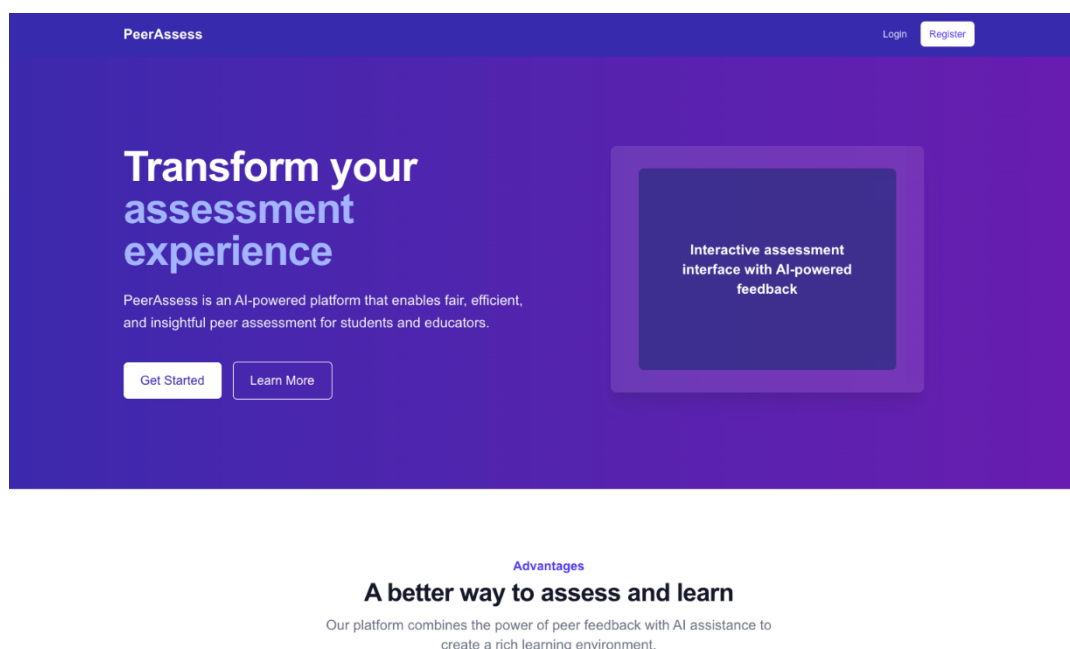 PeerAssess
Login
Register
Transform your
assessment
experience
PeerAssess is an AI-powered platform that enables fair, efficient,
and insightful peer assessment for students and educators.
Get Started
Learn More
Interactive assessment
interface with AI-powered
feedback
Advantages
A better way to assess and learn
Our platform combines the power of peer feedback with AI assistance to
create a rich learning environment.